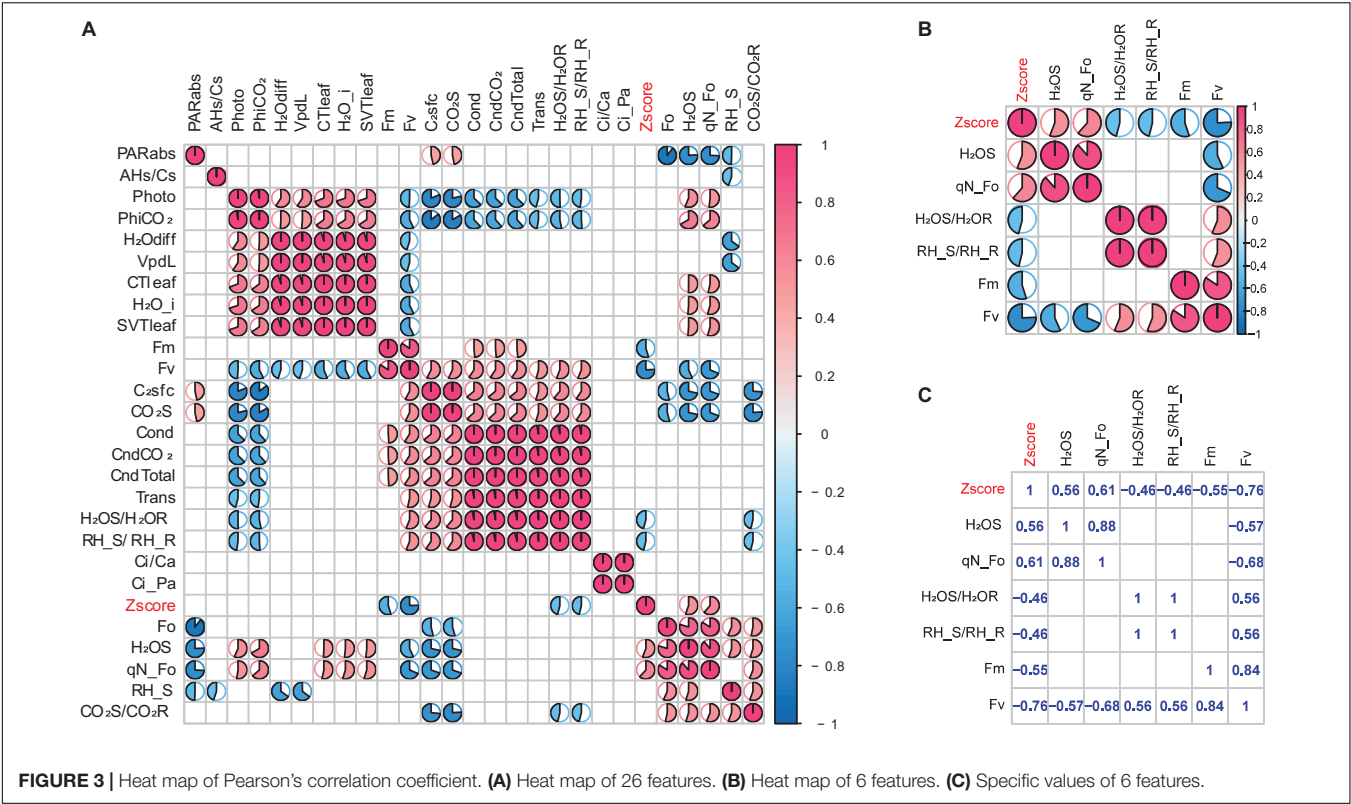 A
PARabs
AHs/Cs
Photo
PhiCO₂
H₂Odiff
VpdL
CTleaf
H₂O_i
SVTleaf
Fm
Fv
C₂sfc
CO₂S
Cond
CndCO₂
CndTotal
Trans
H₂OS/H₂OR
RH_S/RH_R
Ci/Ca
Ci_Pa
Zscore
Fo
H₂OS
qN_Fo
RH_S
CO₂S/CO₂R
PARabs
AHs/Cs
Photo
PhiCO₂
H₂Odiff
VpdL
CTleaf
H₂O_i
SVTleaf
Fm
Fv
C₂sfc
CO₂S
Cond
CndCO₂
CndTotal
Trans
H₂OS/H₂OR
RH_S/ RH_R
Ci/Ca
Ci_Pa
Zscore
Fo
H₂OS
qN_Fo
RH_S
CO₂S/CO₂R
1
0.8
0.6
0.4
0.2
0
− 0.2
− 0.4
− 0.6
− 0.8
− 1
B
Zscore
H₂OS
qN_Fo
H₂OS/H₂OR
RH_S/RH_R
Fm
Fv
Zscore
H₂OS
qN_Fo
H₂OS/H₂OR
RH_S/RH_R
Fm
Fv
1
0.8
0.6
0.4
0.2
0
−0.2
−0.4
−0.6
−0.8
−1
C
Zscore
H₂OS
qN_Fo
H₂OS/H₂OR
RH_S/RH_R
Fm
Fv
Zscore 1 0.56 0.61 −0.46 −0.46 −0.55 −0.76
H₂OS 0.56 1 0.88 −0.57
qN_Fo 0.61 0.88 1 −0.68
H₂OS/H₂OR −0.46 1 1 0.56
RH_S/RH_R −0.46 1 1 0.56
Fm −0.55 1 0.84
Fv −0.76 −0.57 −0.68 0.56 0.56 0.84 1
FIGURE 3 | Heat map of Pearson's correlation coefficient. (A) Heat map of 26 features. (B) Heat map of 6 features. (C) Specific values of 6 features.